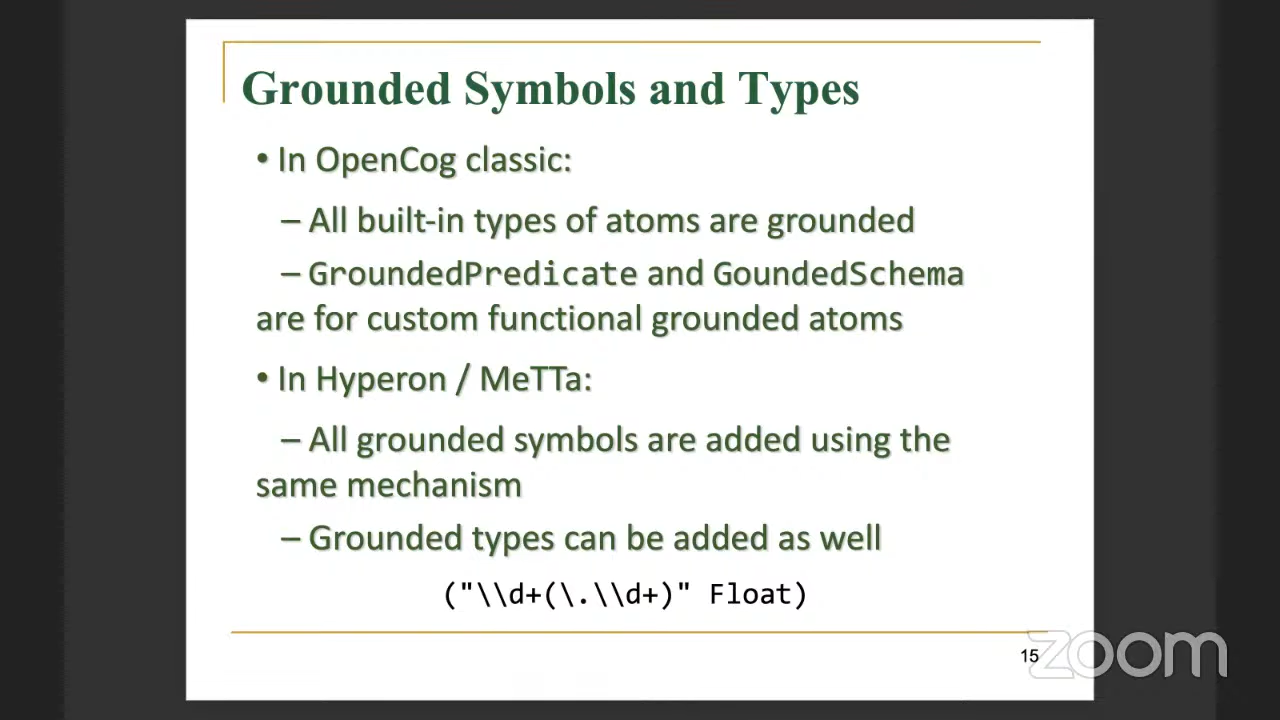 Grounded Symbols and Types
• In OpenCog classic:
– All built-in types of atoms are grounded
– GroundedPredicate and GoundedSchema
are for custom functional grounded atoms
• In Hyperon / MeTTa:
– All grounded symbols are added using the
same mechanism
– Grounded types can be added as well
("\\d+(\.\\d+)" Float)
15
zoom